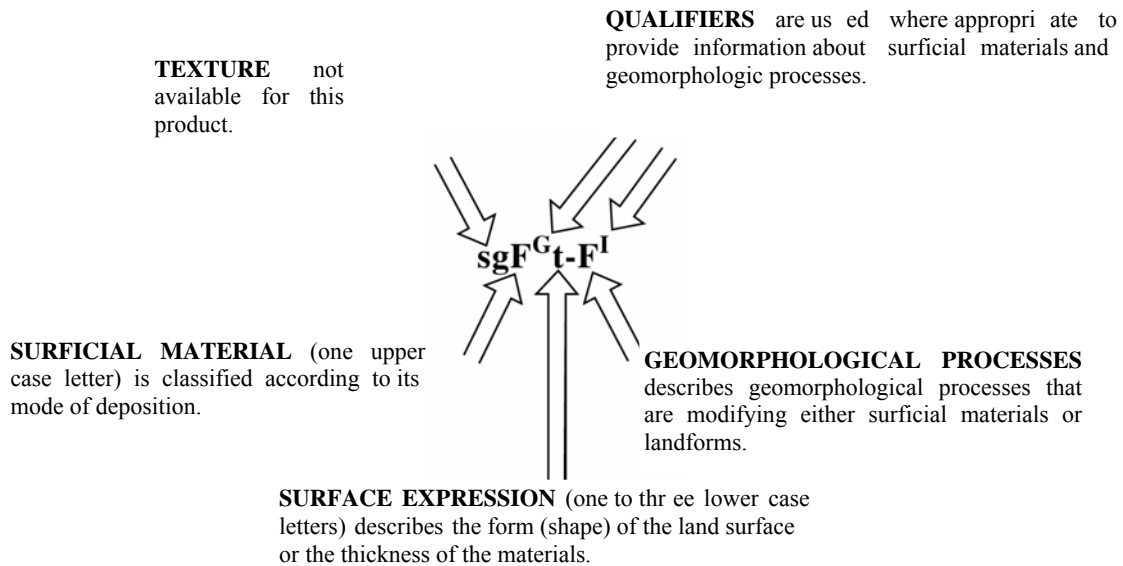 QUALIFIERS are us ed where appropri ate to
provide information about surficial materials and
geomorphologic processes.
TEXTURE not
available for this
product.
sgF^G t-F^I
SURFICIAL MATERIAL (one upper
case letter) is classified according to its
mode of deposition.
GEOMORPHOLOGICAL PROCESSES
describes geomorphological processes that
are modifying either surficial materials or
landforms.
SURFACE EXPRESSION (one to thr ee lower case
letters) describes the form (shape) of the land surface
or the thickness of the materials.